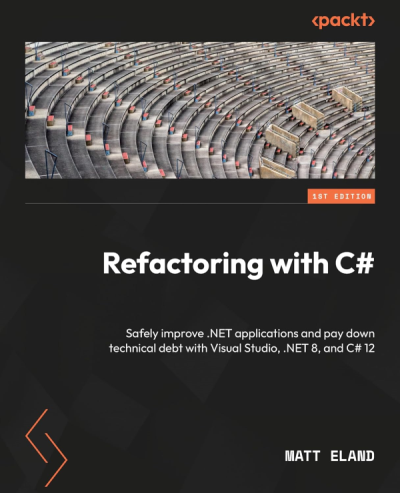 <packt>
1ST EDITION
Refactoring with C#
Safely improve .NET applications and pay down
technical debt with Visual Studio, .NET 8, and C# 12
MATT ELAND